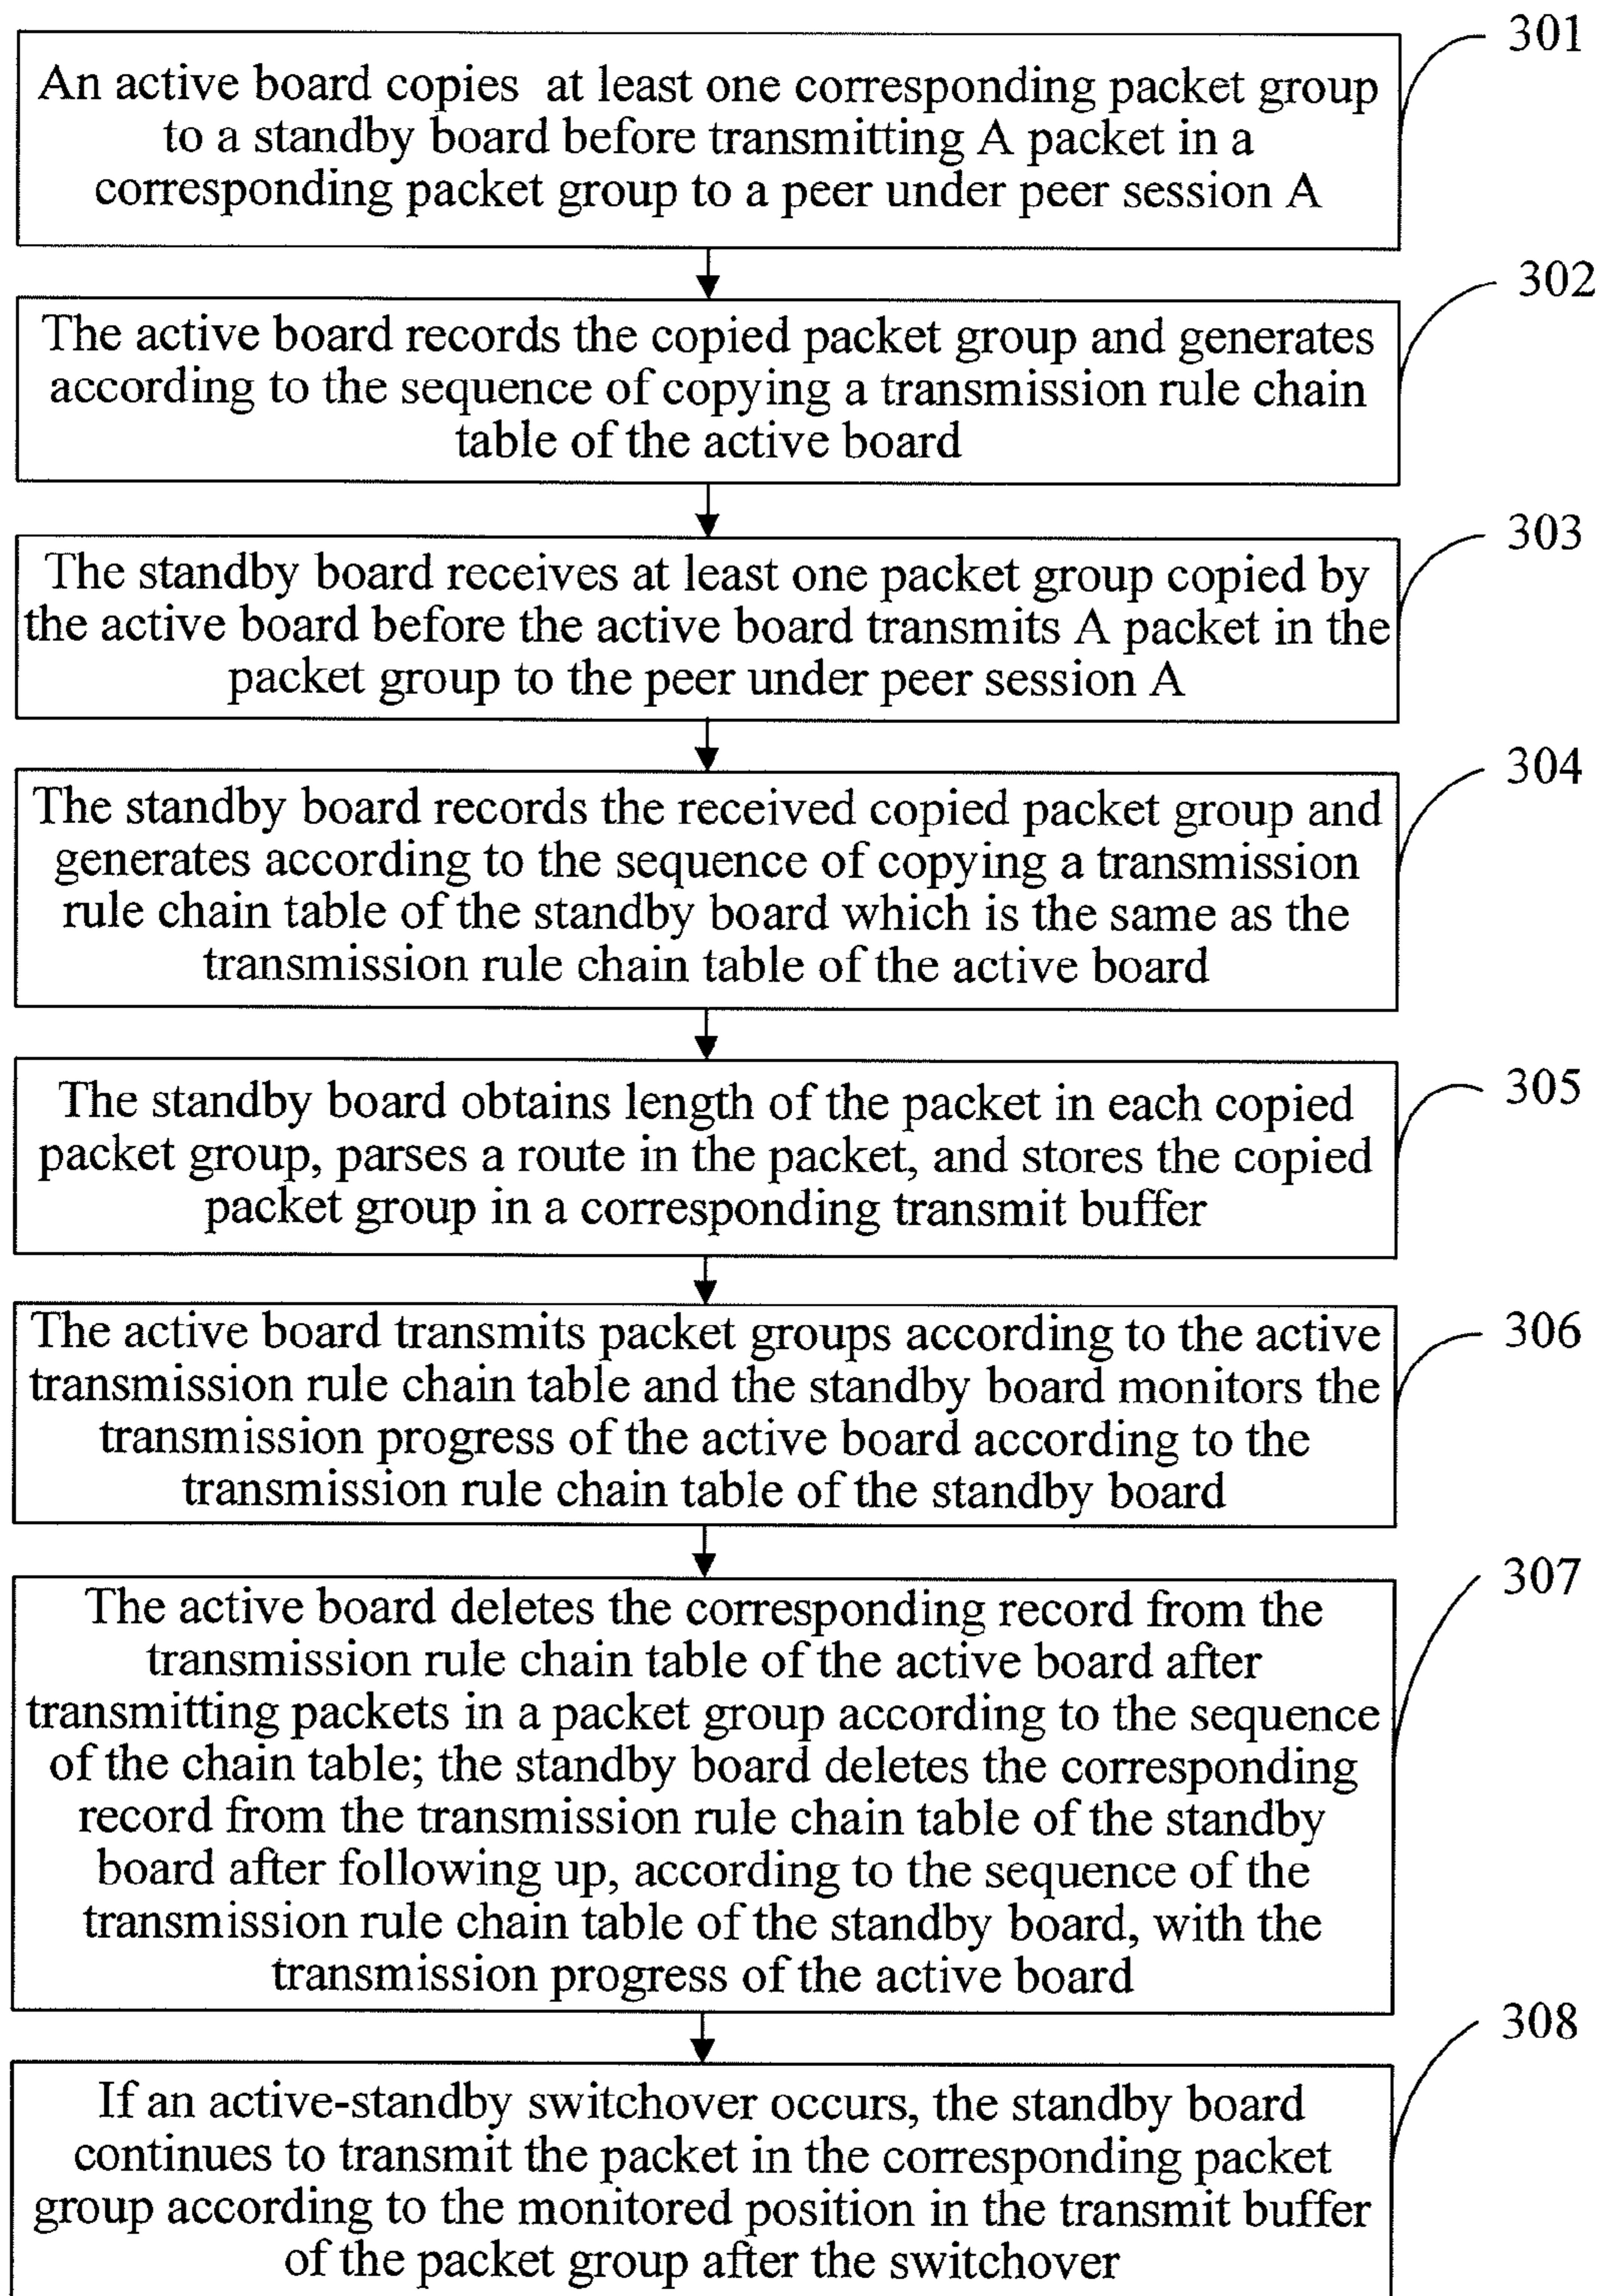 301
An active board copies at least one corresponding packet group
to a standby board before transmitting A packet in a
corresponding packet group to a peer under peer session A
302
The active board records the copied packet group and generates
according to the sequence of copying a transmission rule chain
table of the active board
303
The standby board receives at least one packet group copied by
the active board before the active board transmits A packet in the
packet group to the peer under peer session A
304
The standby board records the received copied packet group and
generates according to the sequence of copying a transmission
rule chain table of the standby board which is the same as the
transmission rule chain table of the active board
305
The standby board obtains length of the packet in each copied
packet group, parses a route in the packet, and stores the copied
packet group in a corresponding transmit buffer
306
The active board transmits packet groups according to the active
transmission rule chain table and the standby board monitors the
transmission progress of the active board according to the
transmission rule chain table of the standby board
307
The active board deletes the corresponding record from the
transmission rule chain table of the active board after
transmitting packets in a packet group according to the sequence
of the chain table; the standby board deletes the corresponding
record from the transmission rule chain table of the standby
board after following up, according to the sequence of the
transmission rule chain table of the standby board, with the
transmission progress of the active board
308
If an active-standby switchover occurs, the standby board
continues to transmit the packet in the corresponding packet
group according to the monitored position in the transmit buffer
of the packet group after the switchover